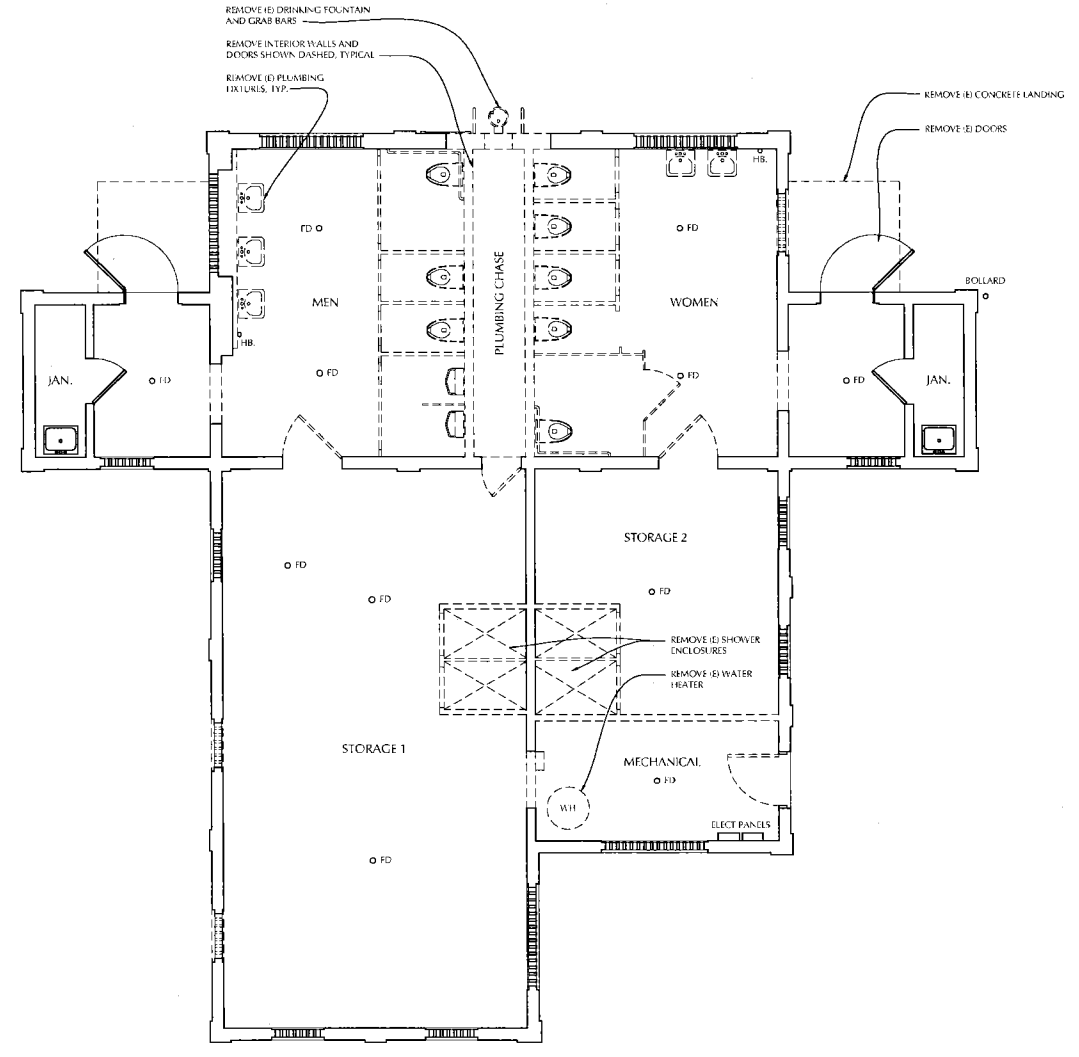 REMOVE (E) DRINKING FOUNTAIN
AND GRAB BARS
REMOVE INTERIOR WALLS AND
DOORS SHOWN DASHED, TYPICAL
REMOVE (E) PLUMBING
FIXTURES, TYP.
REMOVE (E) CONCRETE LANDING
REMOVE (E) DOORS
HB.
FD
FD
PLUMBING CHASE
BOLLARD
MEN
WOMEN
HB.
JAN.
FD
FD
FD
FD
JAN.
STORAGE 2
FD
FD
FD
REMOVE (E) SHOWER
ENCLOSURES
REMOVE (E) WATER
HEATER
STORAGE 1
MECHANICAL
FD
WH
ELECT PANELS
FD